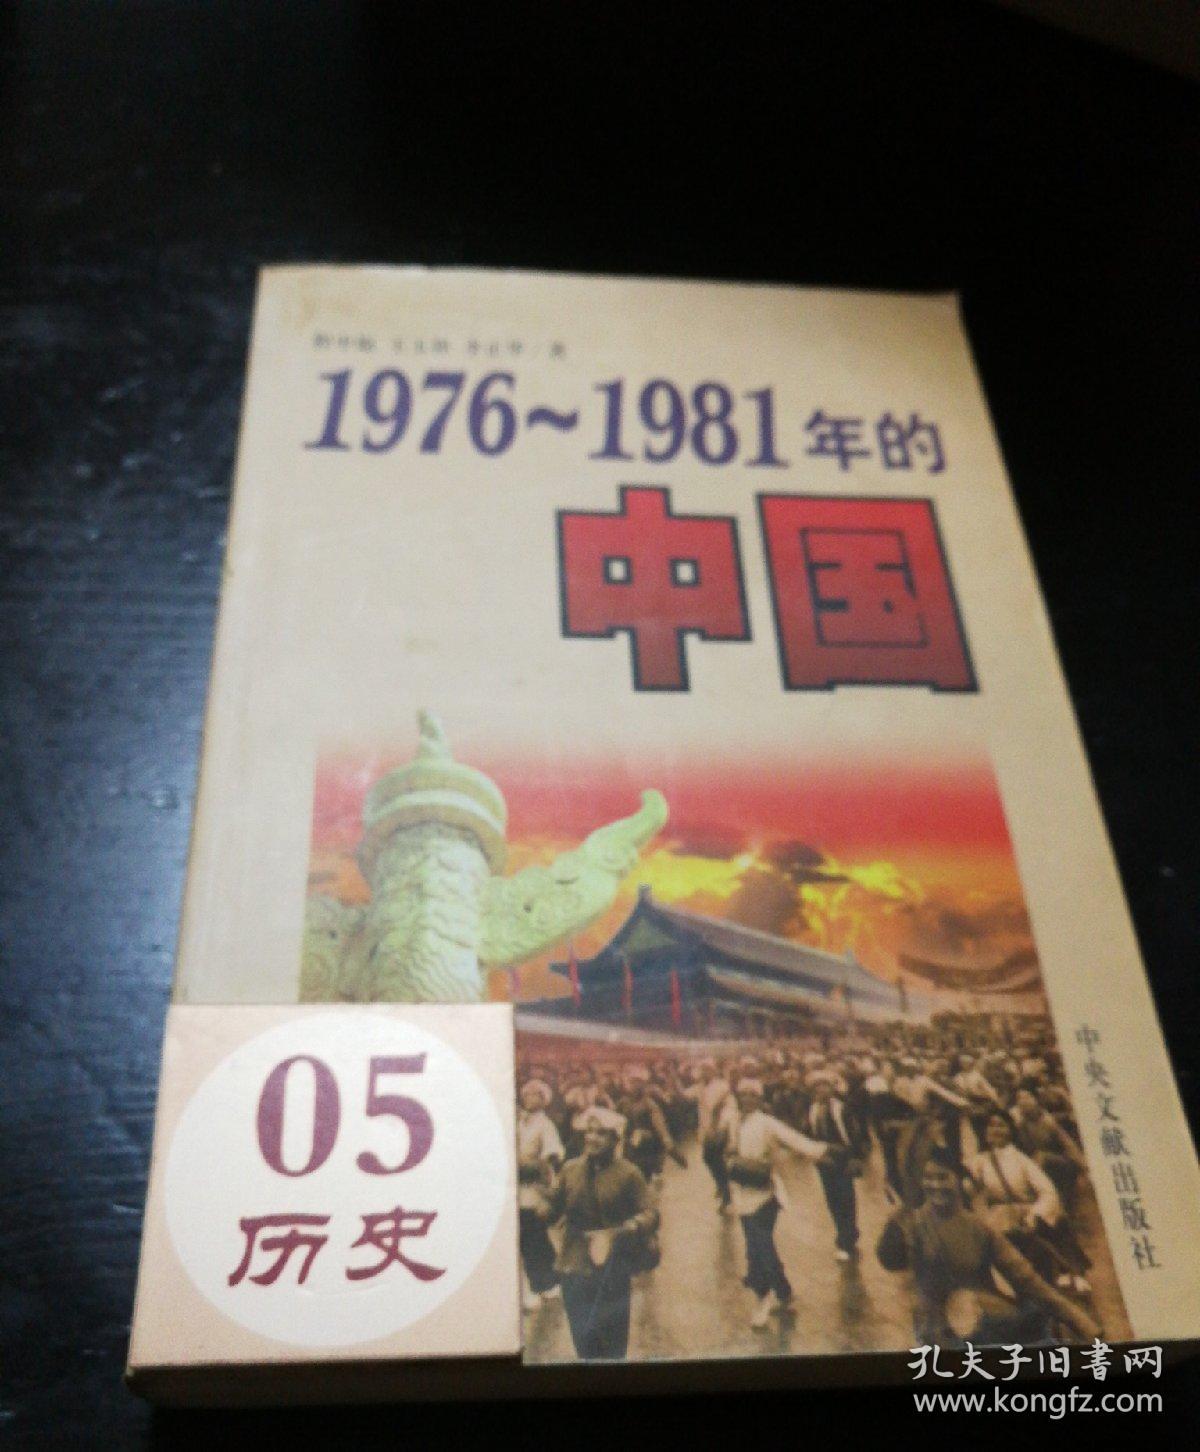 1976~1981年的
中国
中央文献出版社
05
历史
孔夫子旧書网
www.kongfz.com